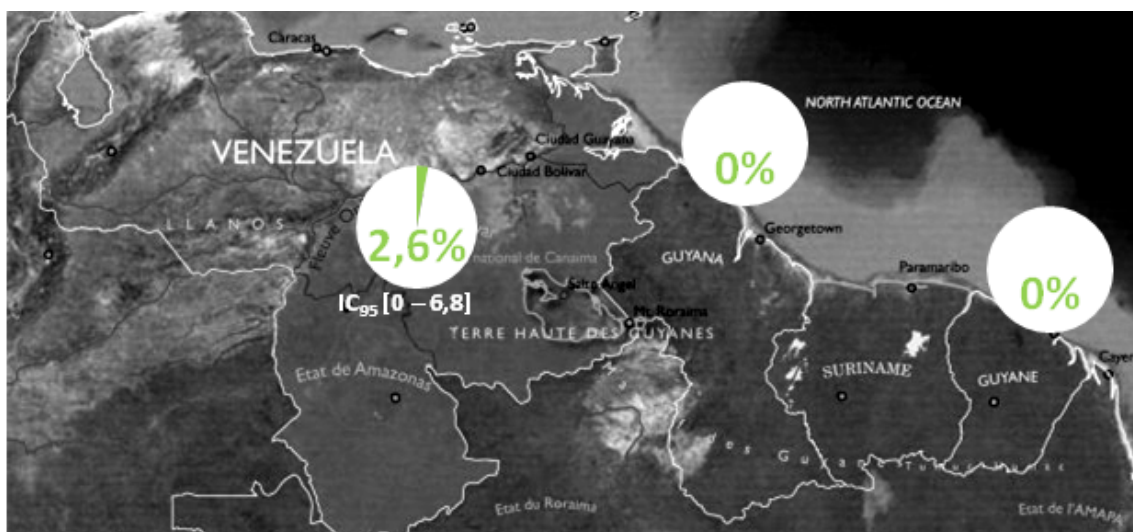 Caracas
NORTH ATLANTIC OCEAN
Ciudad Guayana
VENEZUELA
Ciudad Bolivar
0%
LLANOS
2,6%
Fleuve
Georgetown
national de Canaima
GUYANA
Paramaribo
0%
Salto Angel
IC95 [0 – 6,8]
Mt. Roraima
TERRE HAUTE DES GUYANES
Etat de Amazonas
SURINAME
GUYANE
Etat du Roraima
Etat de l'AMAPA